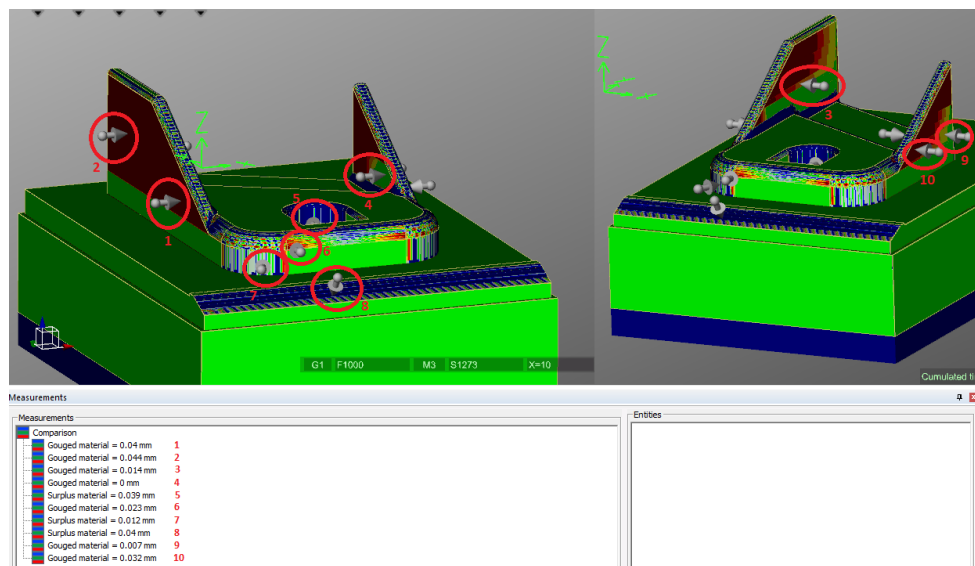 Z
Z
2
1
5
4
6
7
8
3
9
10
G1 F1000 M3 S1273 X=10
Cumulated
Measurements
Measurements
Entities
Comparison
Gouged material = 0.04 mm 1
Gouged material = 0.044 mm 2
Gouged material = 0.014 mm 3
Gouged material = 0 mm 4
Surplus material = 0.039 mm 5
Gouged material = 0.023 mm 6
Surplus material = 0.012 mm 7
Surplus material = 0.04 mm 8
Gouged material = 0.007 mm 9
Gouged material = 0.032 mm 10